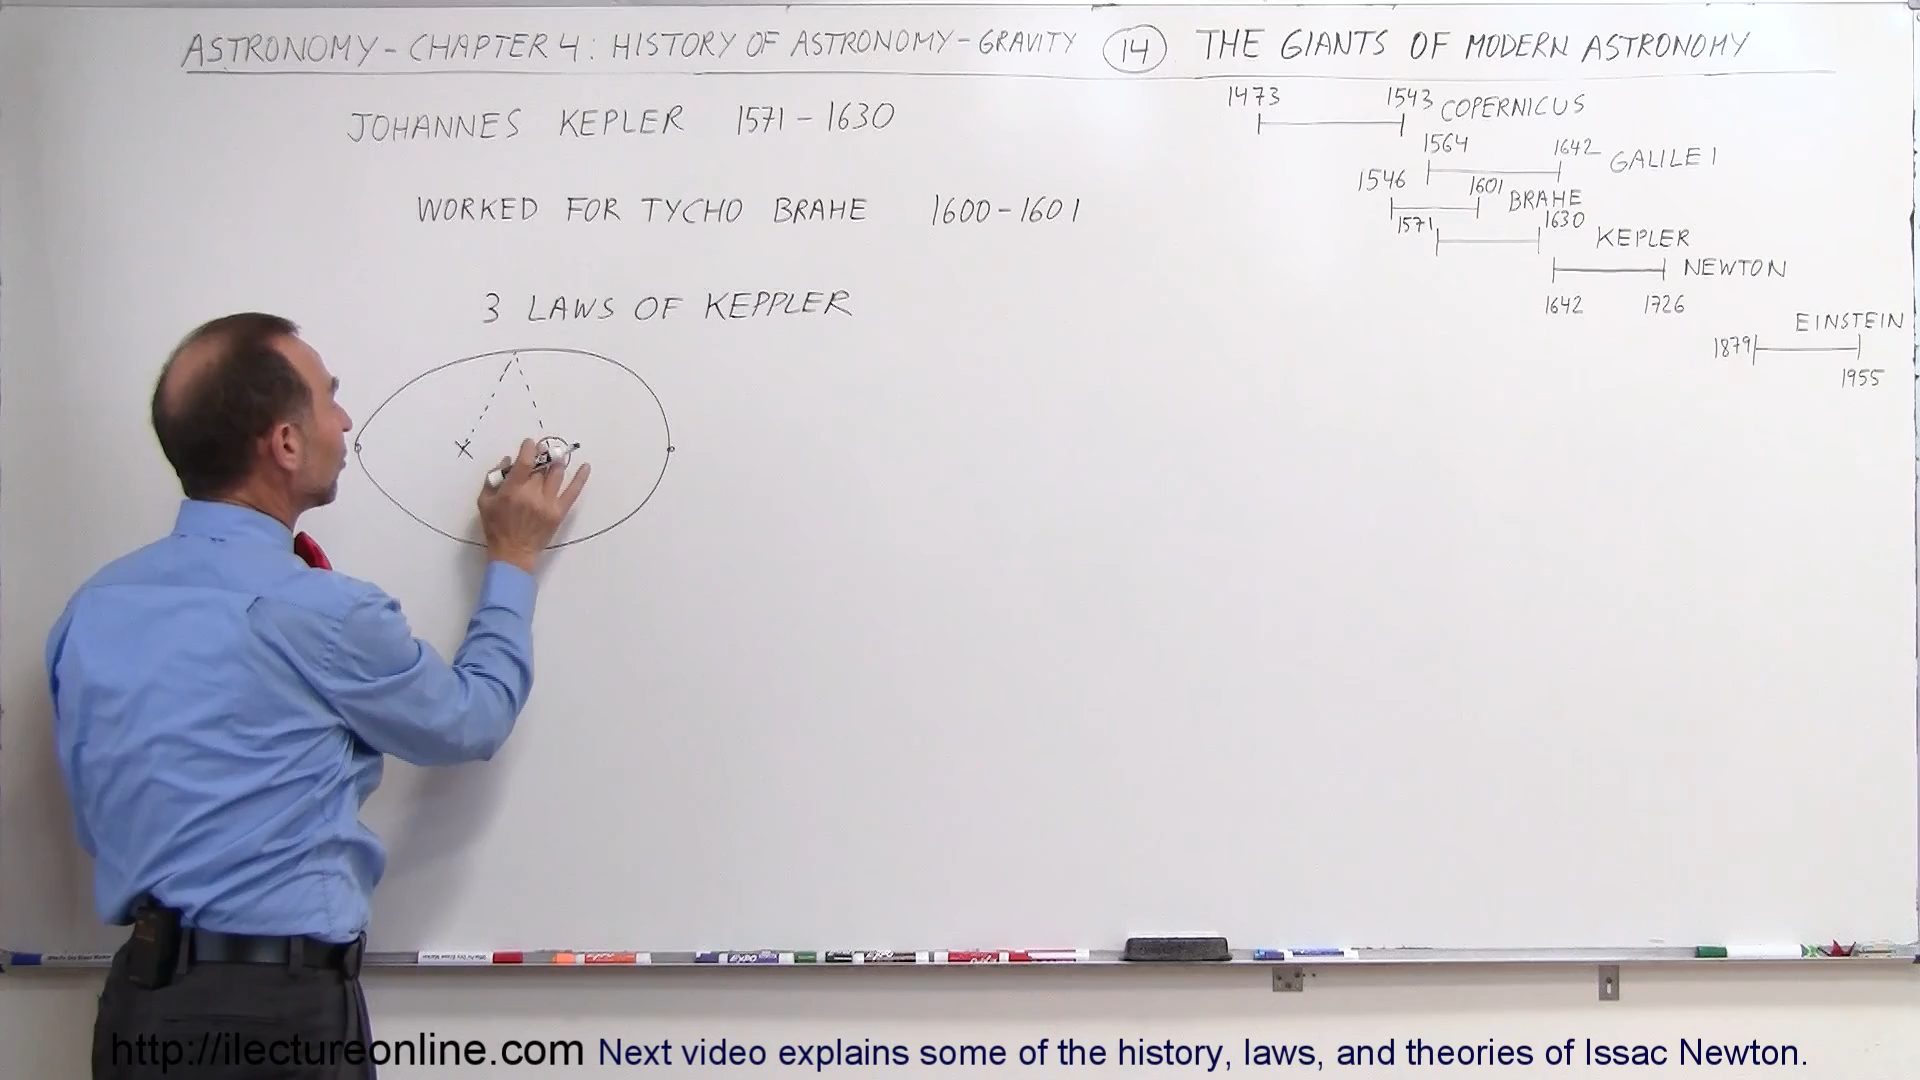 ASTRONOMY - CHAPTER 4: HISTORY OF ASTRONOMY - GRAVITY 14 THE GIANTS OF MODERN ASTRONOMY
JOHANNES KEPLER 1571 - 1630
WORKED FOR TYCHO BRAHE 1600 - 1601
3 LAWS OF KEPPLER
1473 1543 COPERNICUS
1564 1642 GALILEI
1546 1601 BRAHE
1571 1630 KEPLER
NEWTON
1642 1726
EINSTEIN
1879
1955
EXPO
http://ilectureonline.com Next video explains some of the history, laws, and theories of Issac Newton.